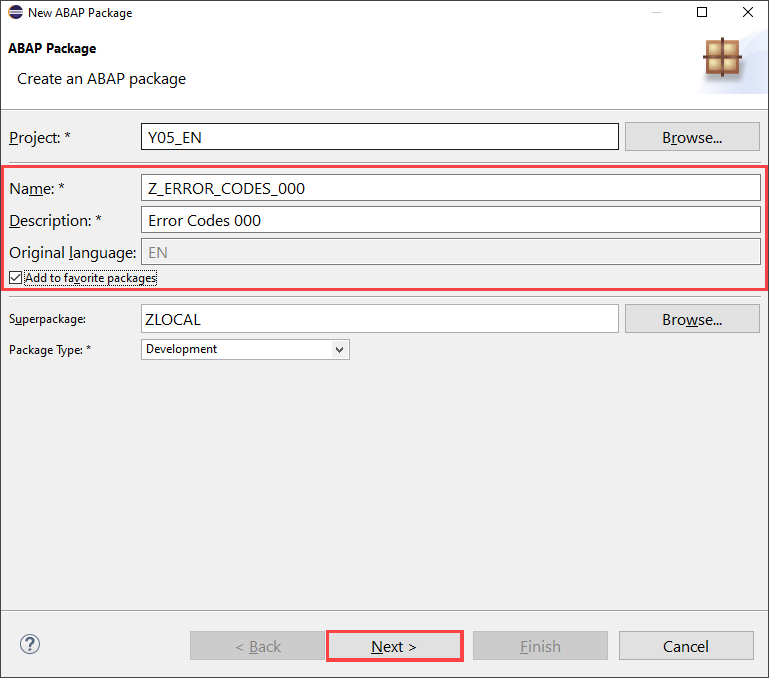 New ABAP Package
ABAP Package
Create an ABAP package
Project: * Y05_EN Browse...
Name: * Z_ERROR_CODES_000
Description: * Error Codes 000
Original language: EN
Add to favorite packages
Superpackage: ZLOCAL Browse...
Package Type: * Development
? < Back Next > Finish Cancel